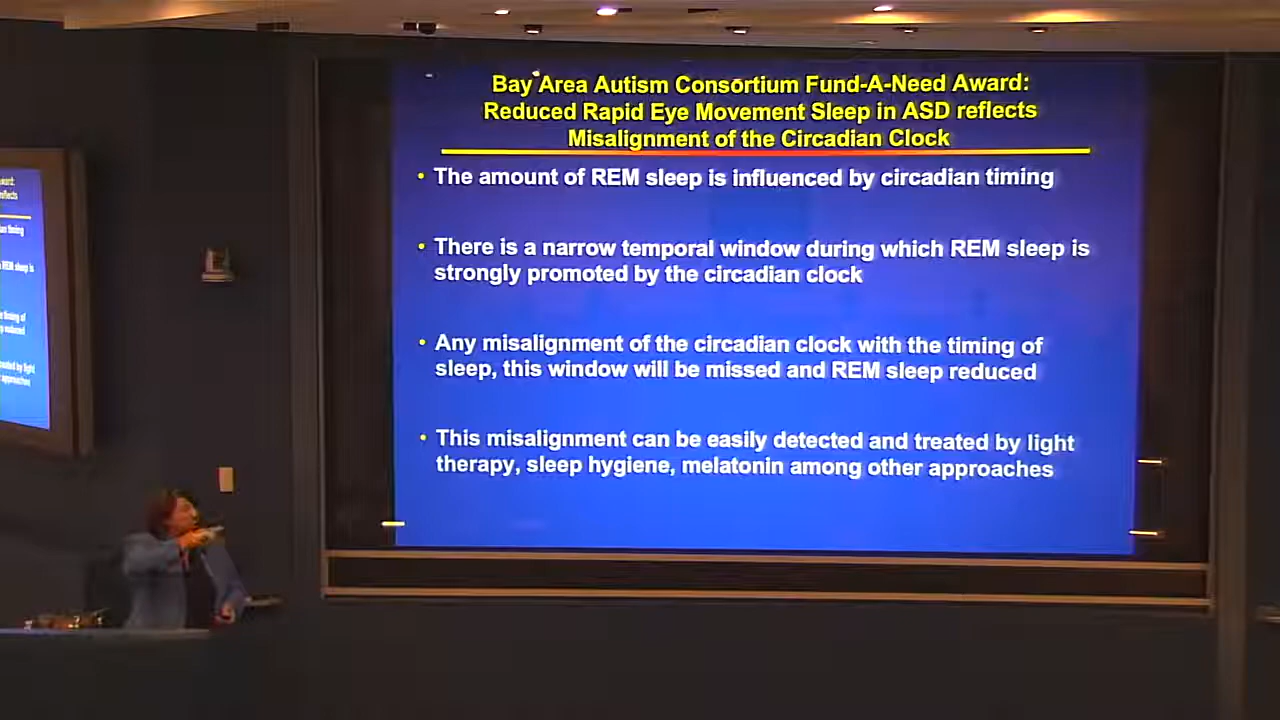 Bay Area Autism Consortium Fund-A-Need Award:
Reduced Rapid Eye Movement Sleep in ASD reflects
Misalignment of the Circadian Clock
• The amount of REM sleep is influenced by circadian timing
• There is a narrow temporal window during which REM sleep is
strongly promoted by the circadian clock
• Any misalignment of the circadian clock with the timing of
sleep, this window will be missed and REM sleep reduced
• This misalignment can be easily detected and treated by light
therapy, sleep hygiene, melatonin among other approaches